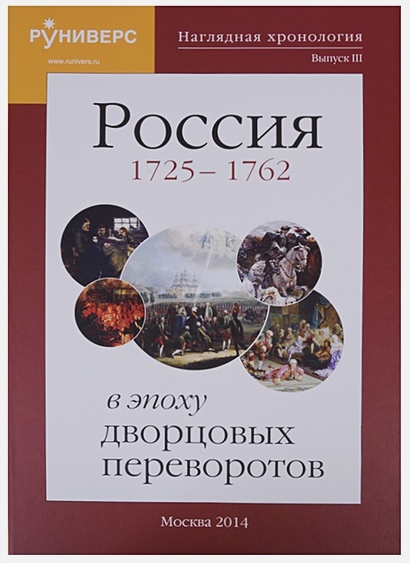 РУНИВЕРС
www.runivers.ru
Наглядная хронология
Выпуск III
Россия
1725 – 1762
в эпоху
дворцовых
переворотов
Москва 2014